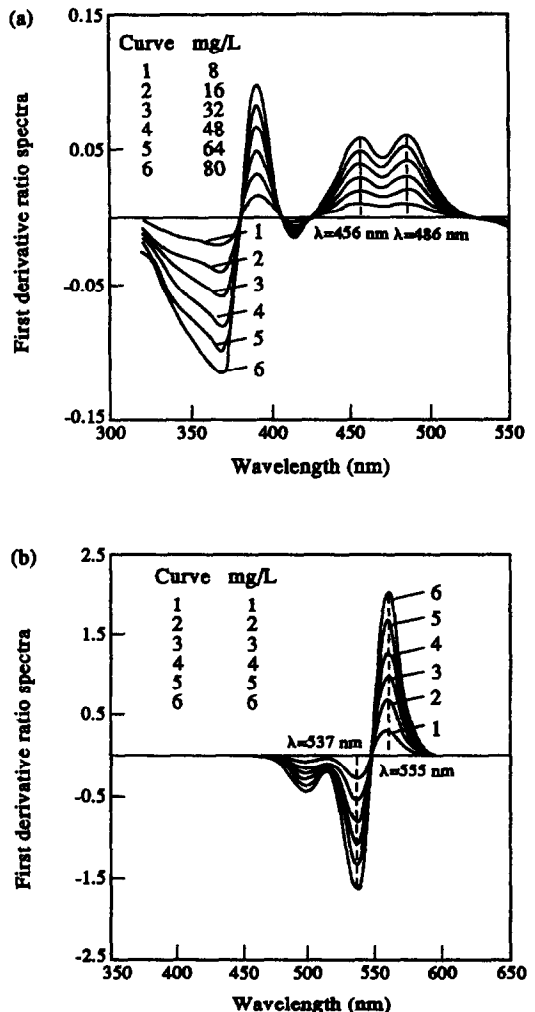 (a)
0.15
0.05
-0.05
-0.15
First derivative ratio spectra
Curve mg/L
1 8
2 16
3 32
4 48
5 64
6 80
λ=456 nm λ=486 nm
1
2
3
4
5
6
300 350 400 450 500 550
Wavelength (nm)
(b)
2.5
1.5
0.5
-0.5
-1.5
-2.5
First derivative ratio spectra
Curve mg/L
1 1
2 2
3 3
4 4
5 5
6 6
6
5
4
3
2
1
λ=537 nm
λ=555 nm
350 400 450 500 550 600 650
Wavelength (nm)